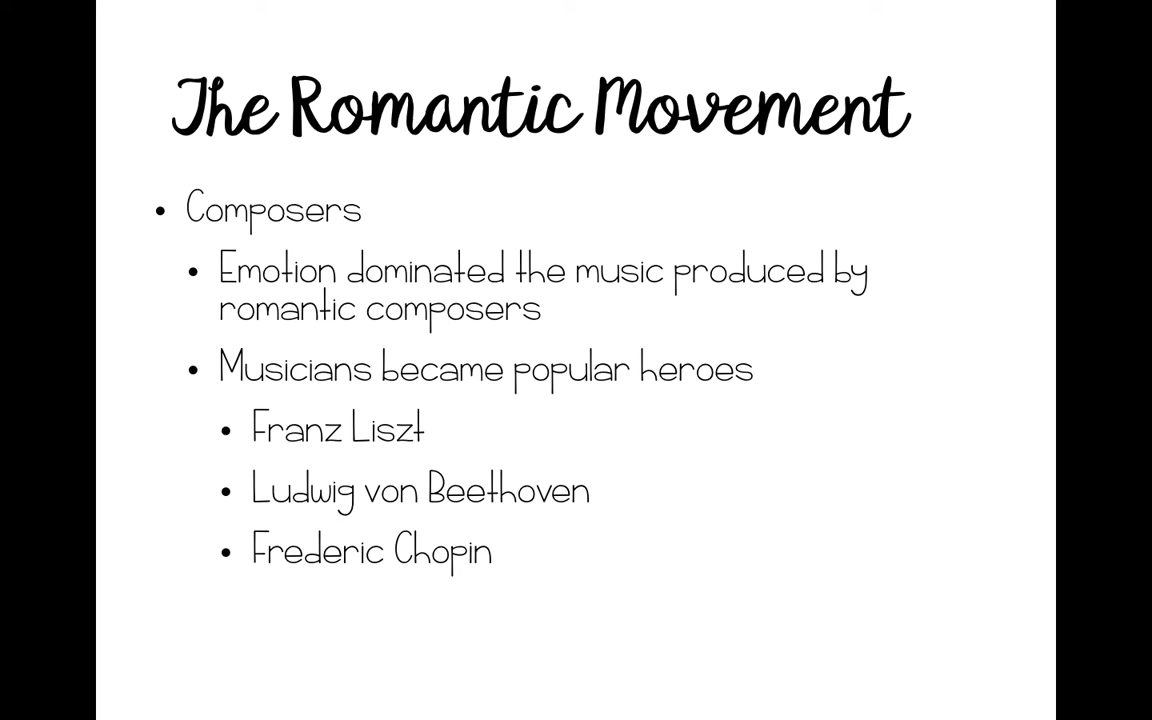 The Romantic Movement
• Composers
• Emotion dominated the music produced by
romantic composers
• Musicians became popular heroes
• Franz Liszt
• Ludwig von Beethoven
• Frederic Chopin